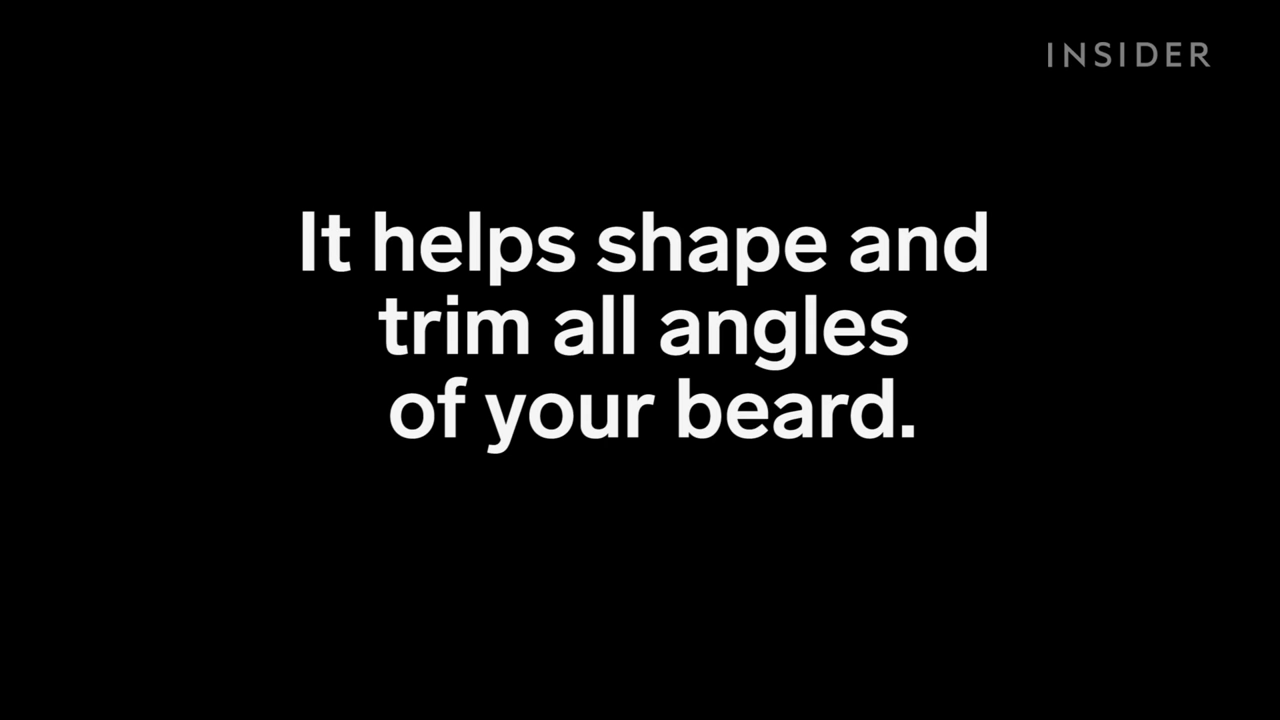 INSIDER
It helps shape and
trim all angles
of your beard.